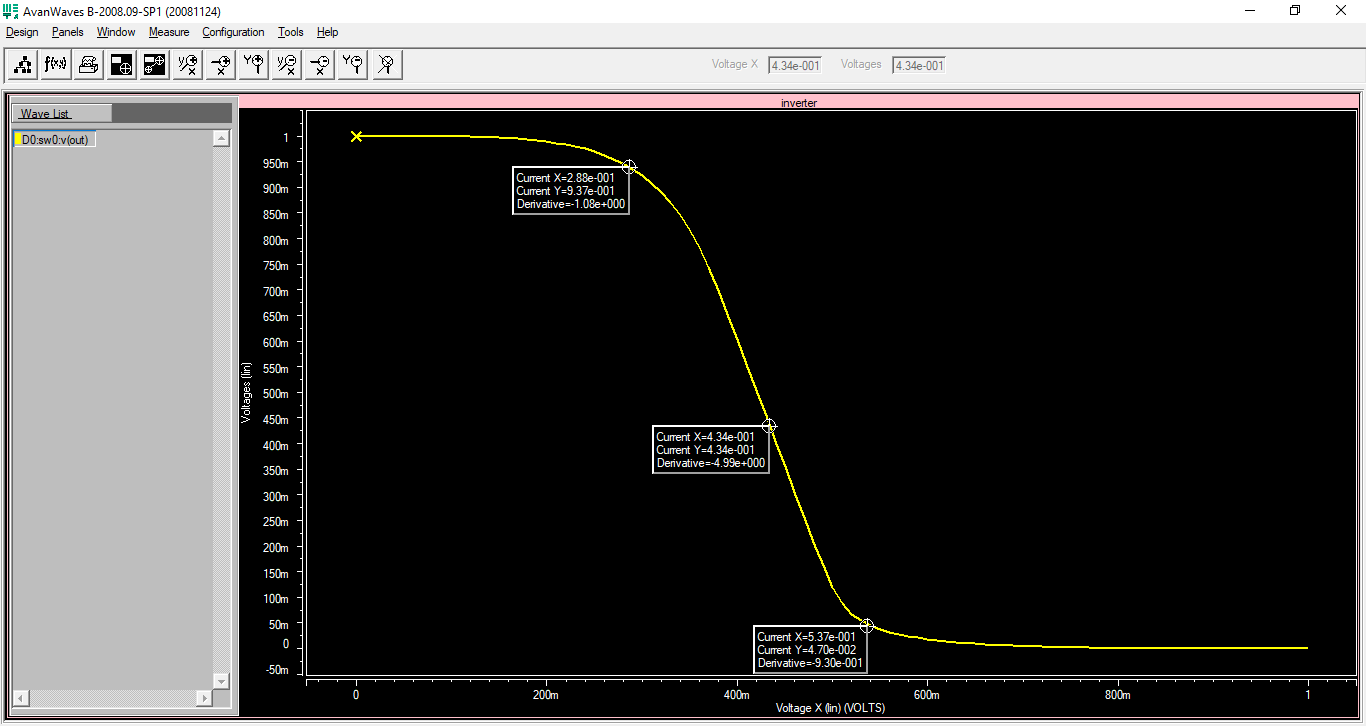 AvanWaves B-2008.09-SP1 (20081124)
Design Panels Window Measure Configuration Tools Help
f(x) Voltage X 4.34e-001 Voltages 4.34e-001
Wave List
D0:sw0:v(out)
inverter
1
950m
900m
850m
800m
750m
700m
650m
600m
550m
500m
450m
400m
350m
300m
250m
200m
150m
100m
50m
0
-50m
Voltages (lin)
Current X=2.88e-001
Current Y=9.37e-001
Derivative=-1.08e+000
Current X=4.34e-001
Current Y=4.34e-001
Derivative=-4.99e+000
Current X=5.37e-001
Current Y=4.70e-002
Derivative=-9.30e-001
0 200m 400m 600m 800m 1
Voltage X (lin) (VOLTS)